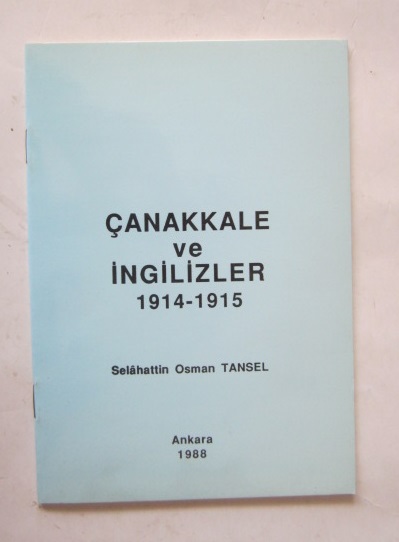 ÇANAKKALE
ve
İNGİLİZLER
1914-1915
Selâhattin Osman TANSEL
Ankara
1988